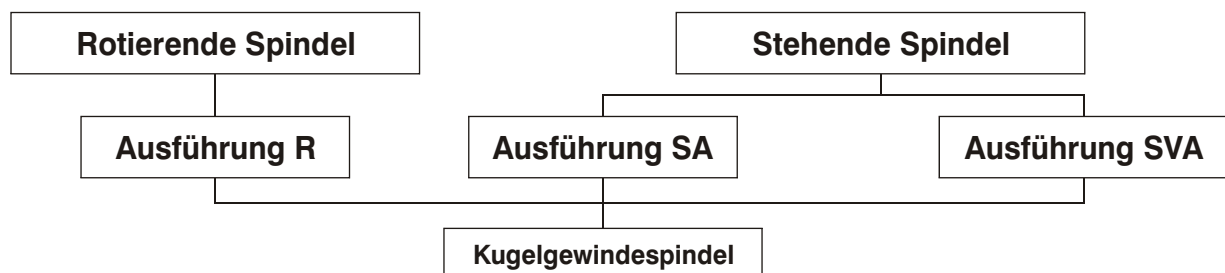 Rotierende Spindel
Stehende Spindel
Ausführung R
Ausführung SA
Ausführung SVA
Kugelgewindespindel